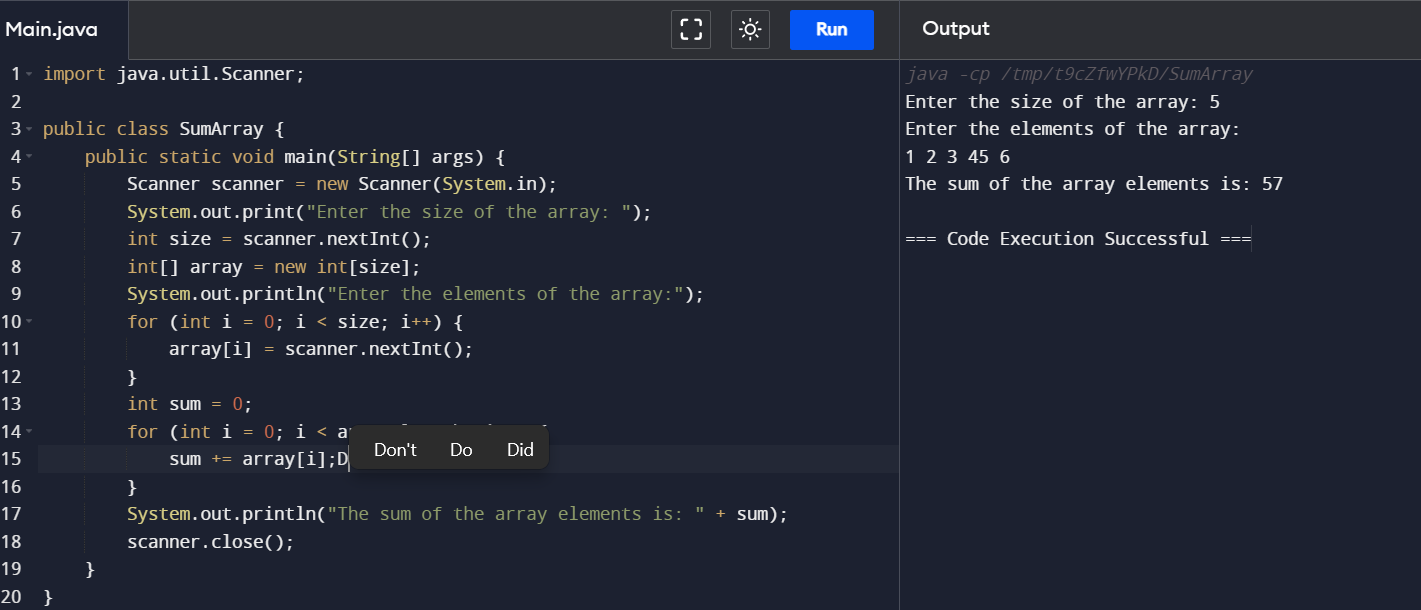 Main.java
Run
Output
1 import java.util.Scanner;
2
3 public class SumArray {
4 public static void main(String[] args) {
5 Scanner scanner = new Scanner(System.in);
6 System.out.print("Enter the size of the array: ");
7 int size = scanner.nextInt();
8 int[] array = new int[size];
9 System.out.println("Enter the elements of the array:");
10 for (int i = 0; i < size; i++) {
11 array[i] = scanner.nextInt();
12 }
13 int sum = 0;
14 for (int i = 0; i <
Don't Do Did
15 sum += array[i];D
16 }
17 System.out.println("The sum of the array elements is: " + sum);
18 scanner.close();
19 }
20 }
java -cp /tmp/t9cZfwYPkD/SumArray
Enter the size of the array: 5
Enter the elements of the array:
1 2 3 45 6
The sum of the array elements is: 57
=== Code Execution Successful ===